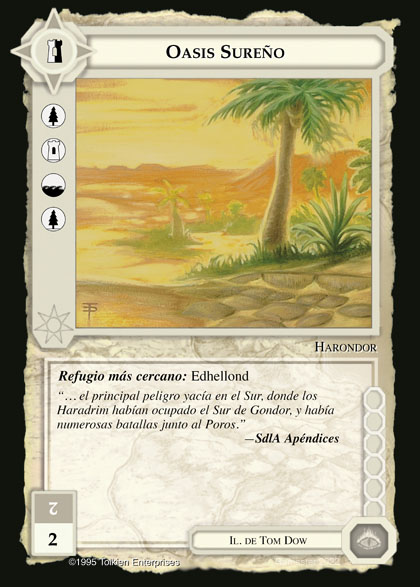 Oasis Sureño
Harondor
Refugio más cercano: Edhellond
“… el principal peligro yacía en el Sur, donde los
Haradrim habían ocupado el Sur de Gondor, y había
numerosas batallas junto al Poros.”
—SdlA Apéndices
2
2
Il. de Tom Dow
©1995 Tolkien Enterprises